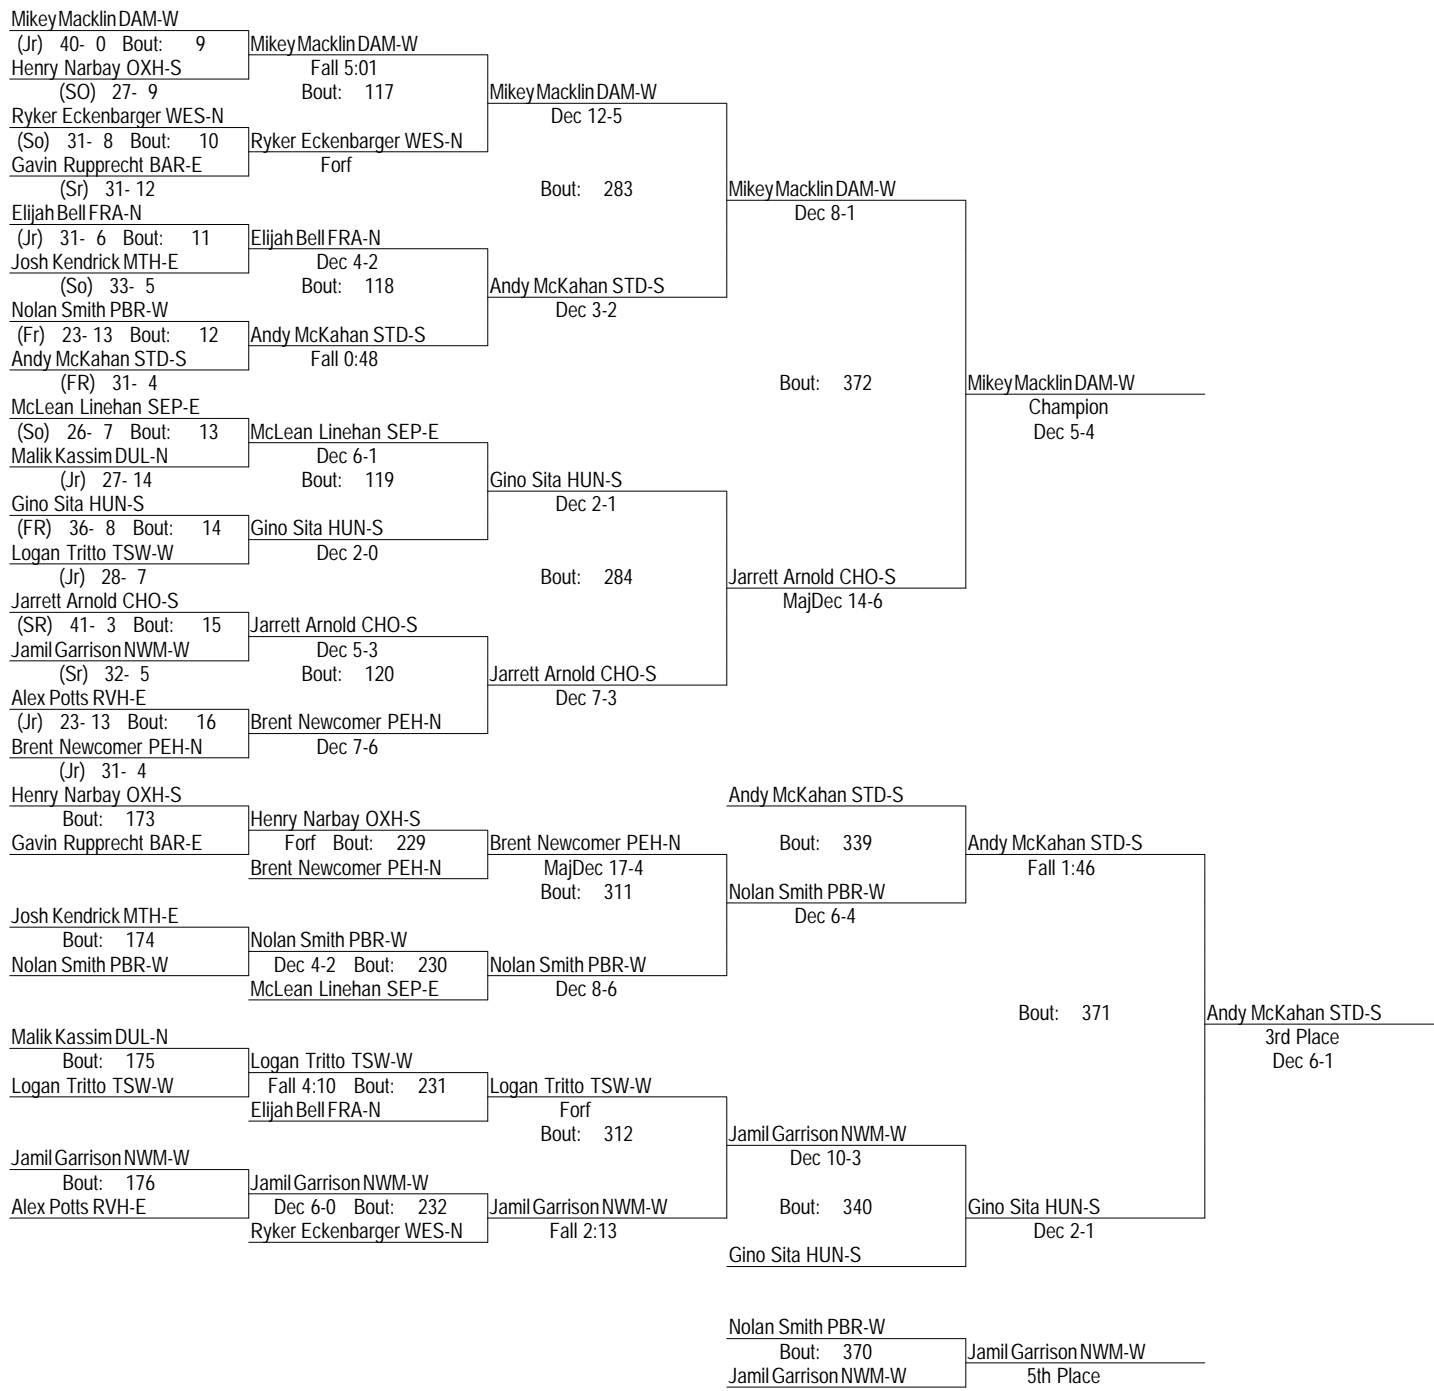 Mikey Macklin DAM-W
(Jr) 40- 0 Bout: 9 Mikey Macklin DAM-W
Henry Narbay OXH-S Fall 5:01
(SO) 27- 9 Bout: 117 Mikey Macklin DAM-W
Ryker Eckenbarger WES-N Dec 12-5
(So) 31- 8 Bout: 10 Ryker Eckenbarger WES-N
Gavin Rupprecht BAR-E Forf
(Sr) 31- 12 Bout: 283 Mikey Macklin DAM-W
Elijah Bell FRA-N Dec 8-1
(Jr) 31- 6 Bout: 11 Elijah Bell FRA-N
Josh Kendrick MTH-E Dec 4-2
(So) 33- 5 Bout: 118 Andy McKahan STD-S
Nolan Smith PBR-W Dec 3-2
(Fr) 23- 13 Bout: 12 Andy McKahan STD-S
Andy McKahan STD-S Fall 0:48
(FR) 31- 4 Bout: 372 Mikey Macklin DAM-W
McLean Linehan SEP-E Champion
(So) 26- 7 Bout: 13 McLean Linehan SEP-E Dec 5-4
Malik Kassim DUL-N Dec 6-1
(Jr) 27- 14 Bout: 119 Gino Sita HUN-S
Gino Sita HUN-S Dec 2-1
(FR) 36- 8 Bout: 14 Gino Sita HUN-S
Logan Tritto TSW-W Dec 2-0
(Jr) 28- 7 Bout: 284 Jarrett Arnold CHO-S
Jarrett Arnold CHO-S MajDec 14-6
(SR) 41- 3 Bout: 15 Jarrett Arnold CHO-S
Jamil Garrison NWM-W Dec 5-3
(Sr) 32- 5 Bout: 120 Jarrett Arnold CHO-S
Alex Potts RVH-E Dec 7-3
(Jr) 23- 13 Bout: 16 Brent Newcomer PEH-N
Brent Newcomer PEH-N Dec 7-6
(Jr) 31- 4
Henry Narbay OXH-S Andy McKahan STD-S
Bout: 173 Henry Narbay OXH-S
Gavin Rupprecht BAR-E Forf Bout: 229 Brent Newcomer PEH-N Bout: 339 Andy McKahan STD-S
Brent Newcomer PEH-N MajDec 17-4 Fall 1:46
Bout: 311 Nolan Smith PBR-W
Josh Kendrick MTH-E Dec 6-4
Bout: 174 Nolan Smith PBR-W
Nolan Smith PBR-W Dec 4-2 Bout: 230 Nolan Smith PBR-W
McLean Linehan SEP-E Dec 8-6
Bout: 371 Andy McKahan STD-S
Malik Kassim DUL-N 3rd Place
Bout: 175 Logan Tritto TSW-W Dec 6-1
Logan Tritto TSW-W Fall 4:10 Bout: 231 Logan Tritto TSW-W
Elijah Bell FRA-N Forf
Bout: 312 Jamil Garrison NWM-W
Jamil Garrison NWM-W Dec 10-3
Bout: 176 Jamil Garrison NWM-W
Alex Potts RVH-E Dec 6-0 Bout: 232 Jamil Garrison NWM-W Bout: 340 Gino Sita HUN-S
Ryker Eckenbarger WES-N Fall 2:13 Dec 2-1
Gino Sita HUN-S
Nolan Smith PBR-W
Bout: 370 Jamil Garrison NWM-W
Jamil Garrison NWM-W 5th Place